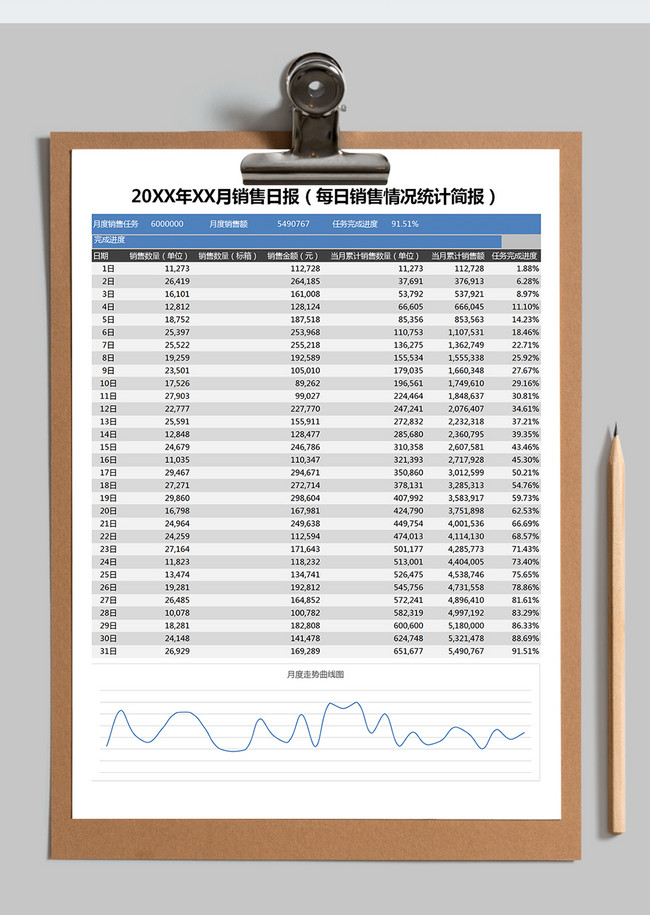 20XX年XX月销售日报（每日销售情况统计简报）
月度销售任务 6000000 月度销售额 5490767 任务完成进度 91.51%
完成进度
日期 销售数量（单位） 销售数量（标箱） 销售金额（元） 当月累计销售数量（单位） 当月累计销售额 任务完成进度
1日 11,273 112,728 11,273 112,728 1.88%
2日 26,419 264,185 37,691 376,913 6.28%
3日 16,101 161,008 53,792 537,921 8.97%
4日 12,812 128,124 66,605 666,045 11.10%
5日 18,752 187,518 85,356 853,563 14.23%
6日 25,397 253,968 110,753 1,107,531 18.46%
7日 25,522 255,218 136,275 1,362,749 22.71%
8日 19,259 192,589 155,534 1,555,338 25.92%
9日 23,501 105,010 179,035 1,660,348 27.67%
10日 17,526 89,262 196,561 1,749,610 29.16%
11日 27,903 99,027 224,464 1,848,637 30.81%
12日 22,777 227,770 247,241 2,076,407 34.61%
13日 25,591 155,911 272,832 2,232,318 37.21%
14日 12,848 128,477 285,680 2,360,795 39.35%
15日 24,679 246,786 310,358 2,607,581 43.46%
16日 11,035 110,347 321,393 2,717,928 45.30%
17日 29,467 294,671 350,860 3,012,599 50.21%
18日 27,271 272,714 378,131 3,285,313 54.76%
19日 29,860 298,604 407,992 3,583,917 59.73%
20日 16,798 167,981 424,790 3,751,898 62.53%
21日 24,964 249,638 449,754 4,001,536 66.69%
22日 24,259 112,594 474,013 4,114,130 68.57%
23日 27,164 171,643 501,177 4,285,773 71.43%
24日 11,823 118,232 513,001 4,404,005 73.40%
25日 13,474 134,741 526,475 4,538,746 75.65%
26日 19,281 192,812 545,756 4,731,558 78.86%
27日 26,485 164,852 572,241 4,896,410 81.61%
28日 10,078 100,782 582,319 4,997,192 83.29%
29日 18,281 182,808 600,600 5,180,000 86.33%
30日 24,148 141,478 624,748 5,321,478 88.69%
31日 26,929 169,289 651,677 5,490,767 91.51%
月度走势曲线图